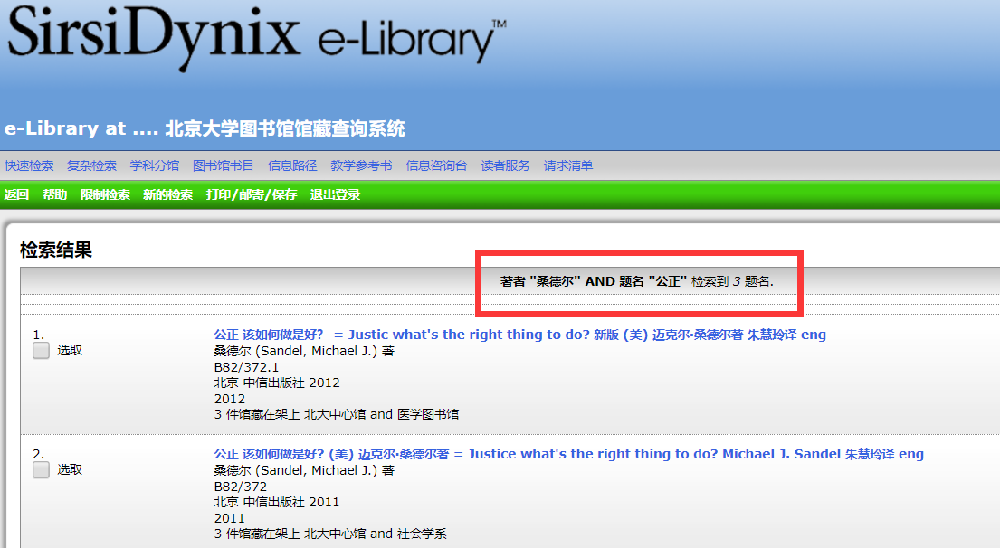 SirsiDynix e-Library™
e-Library at .... 北京大学图书馆馆藏查询系统
快速检索 复杂检索 学科分馆 图书馆书目 信息路径 教学参考书 信息咨询台 读者服务 请求清单
返回 帮助 限制检索 新的检索 打印/邮寄/保存 退出登录
检索结果
著者 "桑德尔" AND 题名 "公正" 检索到 3 题名.
1.
选取
公正 该如何做是好? = Justic what's the right thing to do? 新版 (美) 迈克尔·桑德尔著 朱慧玲译 eng
桑德尔 (Sandel, Michael J.) 著
B82/372.1
北京 中信出版社 2012
2012
3 件馆藏在架上 北大中心馆 and 医学图书馆
2.
选取
公正 该如何做是好? (美) 迈克尔·桑德尔著 = Justice what's the right thing to do? Michael J. Sandel 朱慧玲译 eng
桑德尔 (Sandel, Michael J.) 著
B82/372
北京 中信出版社 2011
2011
3 件馆藏在架上 北大中心馆 and 社会学系